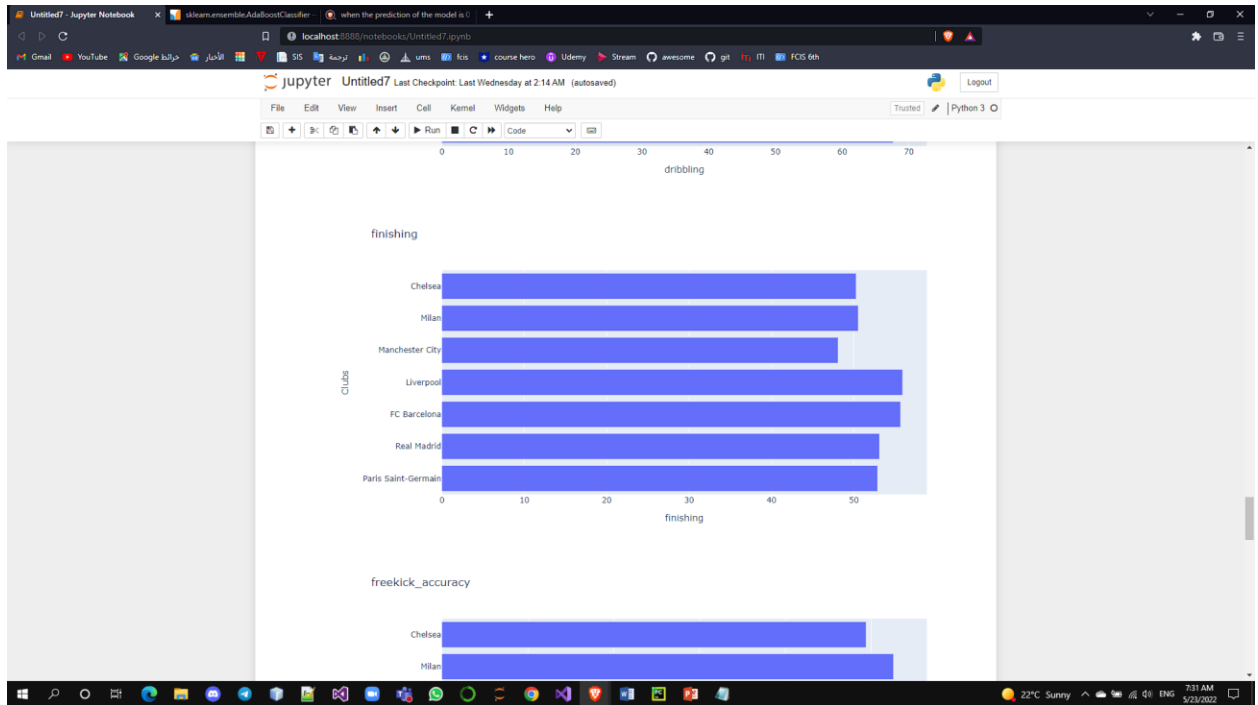 Untitled7 - Jupyter Notebook
sklearn.ensemble.AdaBoostClassifier
when the prediction of the model is 0
localhost:8888/notebooks/Untitled7.ipynb
Gmail YouTube خرائط Google الأخبار SIS ترجمة ums fcis course hero Udemy Stream awesome git ITI FCIS 6th
jupyter Untitled7 Last Checkpoint: Last Wednesday at 2:14 AM (autosaved) Logout
File Edit View Insert Cell Kernel Widgets Help Trusted Python 3
Run Code
0 10 20 30 40 50 60 70
dribbling
finishing
Chelsea
Milan
Manchester City
Liverpool
FC Barcelona
Real Madrid
Paris Saint-Germain
Clubs
0 10 20 30 40 50
finishing
freekick_accuracy
Chelsea
Milan
22°C Sunny ENG 7:31 AM
5/23/2022